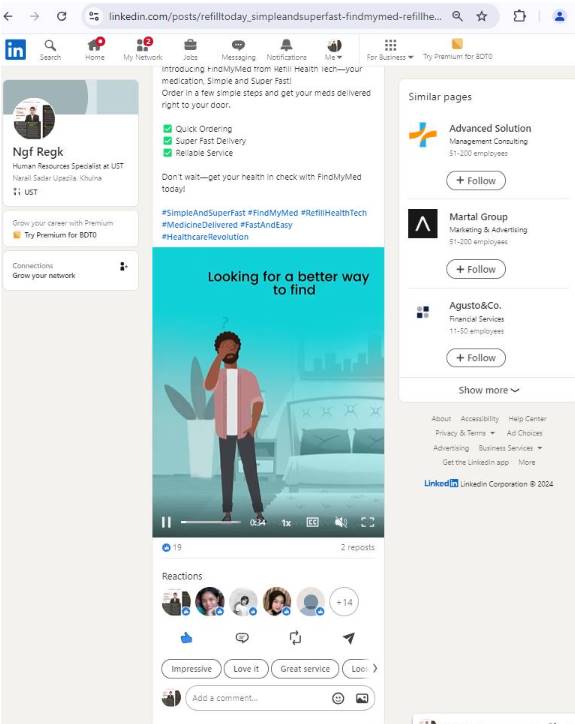 linkedin.com/posts/refilltoday_simpleandsuperfast-findmymed-refillhe...
in
Search
Home
2
My Network
Jobs
Messaging
Notifications
Me
For Business
Try Premium for BDT0
Introducing FindMyMed from Refill Health Tech—your
medication, Simple and Super Fast!
Order in a few simple steps and get your meds delivered
right to your door.
Quick Ordering
Super Fast Delivery
Reliable Service
Don't wait—get your health in check with FindMyMed
today!
#SimpleAndSuperFast #FindMyMed #RefillHealthTech
#MedicineDelivered #FastAndEasy
#HealthcareRevolution
Ngf Regk
Human Resources Specialist at UST
Narail Sadar Upazila, Khulna
UST
Grow your career with Premium
Try Premium for BDT0
Connections
Grow your network
Looking for a better way
to find
?
0:34
1x
CC
19
2 reposts
Reactions
+14
Impressive
Love it
Great service
Loo
Add a comment...
Similar pages
Advanced Solution
Management Consulting
51-200 employees
+ Follow
Martal Group
Marketing & Advertising
51-200 employees
+ Follow
Agusto&Co.
Financial Services
11-50 employees
+ Follow
Show more
About Accessibility Help Center
Privacy & Terms Ad Choices
Advertising Business Services
Get the LinkedIn app More
Linkedin LinkedIn Corporation © 2024